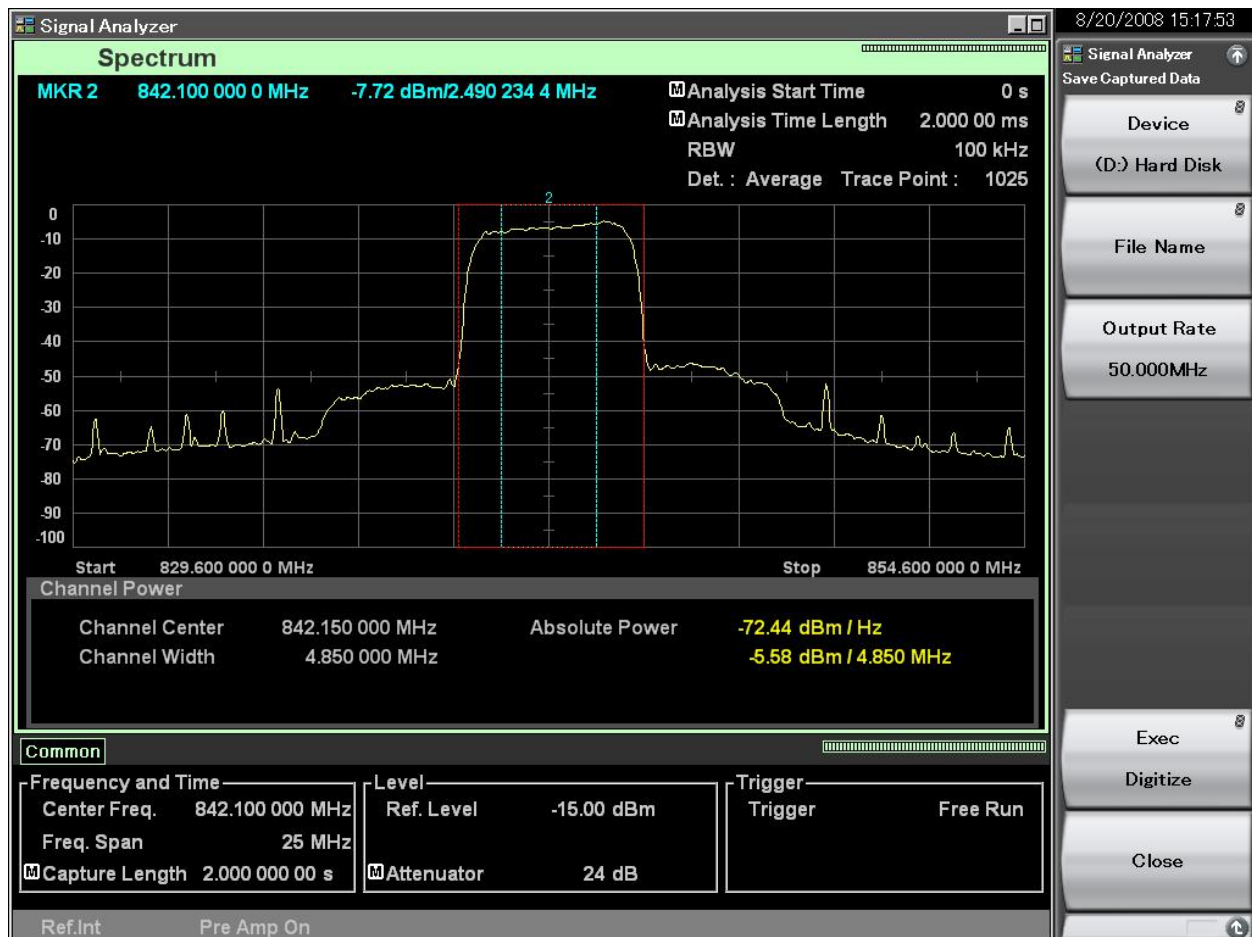 Signal Analyzer
8/20/2008 15:17:53
Spectrum
MKR 2 842.100 000 0 MHz -7.72 dBm/2.490 234 4 MHz
M Analysis Start Time 0 s
M Analysis Time Length 2.000 00 ms
RBW 100 kHz
Det. : Average Trace Point : 1025
2
0
-10
-20
-30
-40
-50
-60
-70
-80
-90
-100
Start 829.600 000 0 MHz Stop 854.600 000 0 MHz
Channel Power
Channel Center 842.150 000 MHz Absolute Power -72.44 dBm / Hz
Channel Width 4.850 000 MHz -5.58 dBm / 4.850 MHz
Common
Frequency and Time
Center Freq. 842.100 000 MHz
Freq. Span 25 MHz
M Capture Length 2.000 000 00 s
Level
Ref. Level -15.00 dBm
M Attenuator 24 dB
Trigger
Trigger Free Run
Ref.Int Pre Amp On
Signal Analyzer
Save Captured Data
Device
(D:) Hard Disk
File Name
Output Rate
50.000MHz
Exec
Digitize
Close